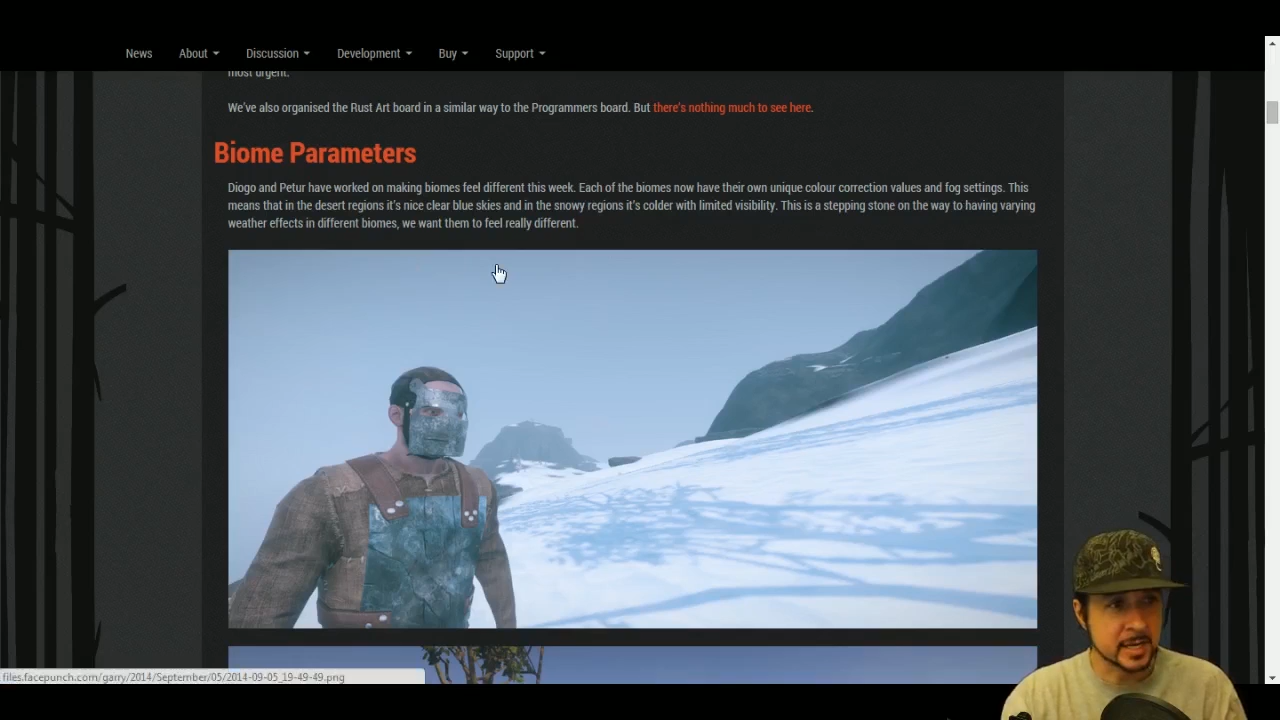 News About Discussion Development Buy Support
most urgent.
We've also organised the Rust Art board in a similar way to the Programmers board. But there's nothing much to see here.
Biome Parameters
Diogo and Petur have worked on making biomes feel different this week. Each of the biomes now have their own unique colour correction values and fog settings. This
means that in the desert regions it's nice clear blue skies and in the snowy regions it's colder with limited visibility. This is a stepping stone on the way to having varying
weather effects in different biomes, we want them to feel really different.
files.facepunch.com/garry/2014/September/05/2014-09-05_19-49-49.png